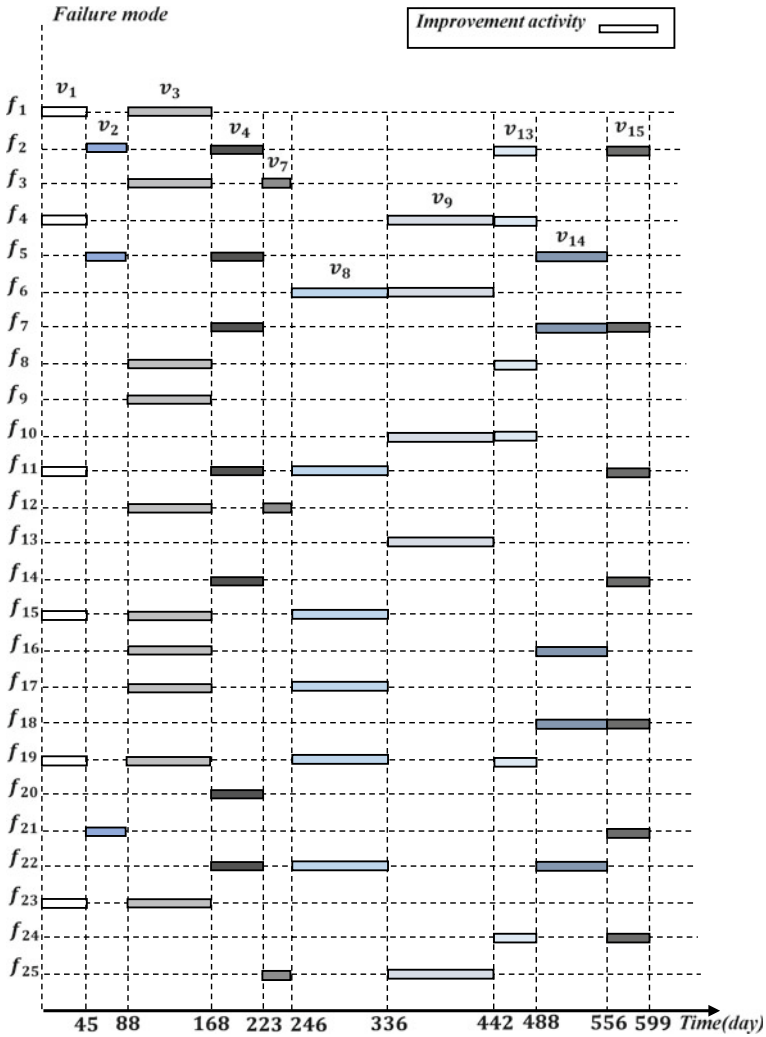 Failure mode
Improvement activity
v₁ v₃
f₁
v₂ v₄ v₁₃ v₁₅
f₂
v₇
f₃
v₉
f₄
v₁₄
f₅
v₈
f₆
f₇
f₈
f₉
f₁₀
f₁₁
f₁₂
f₁₃
f₁₄
f₁₅
f₁₆
f₁₇
f₁₈
f₁₉
f₂₀
f₂₁
f₂₂
f₂₃
f₂₄
f₂₅
45 88 168 223 246 336 442 488 556 599 Time(day)